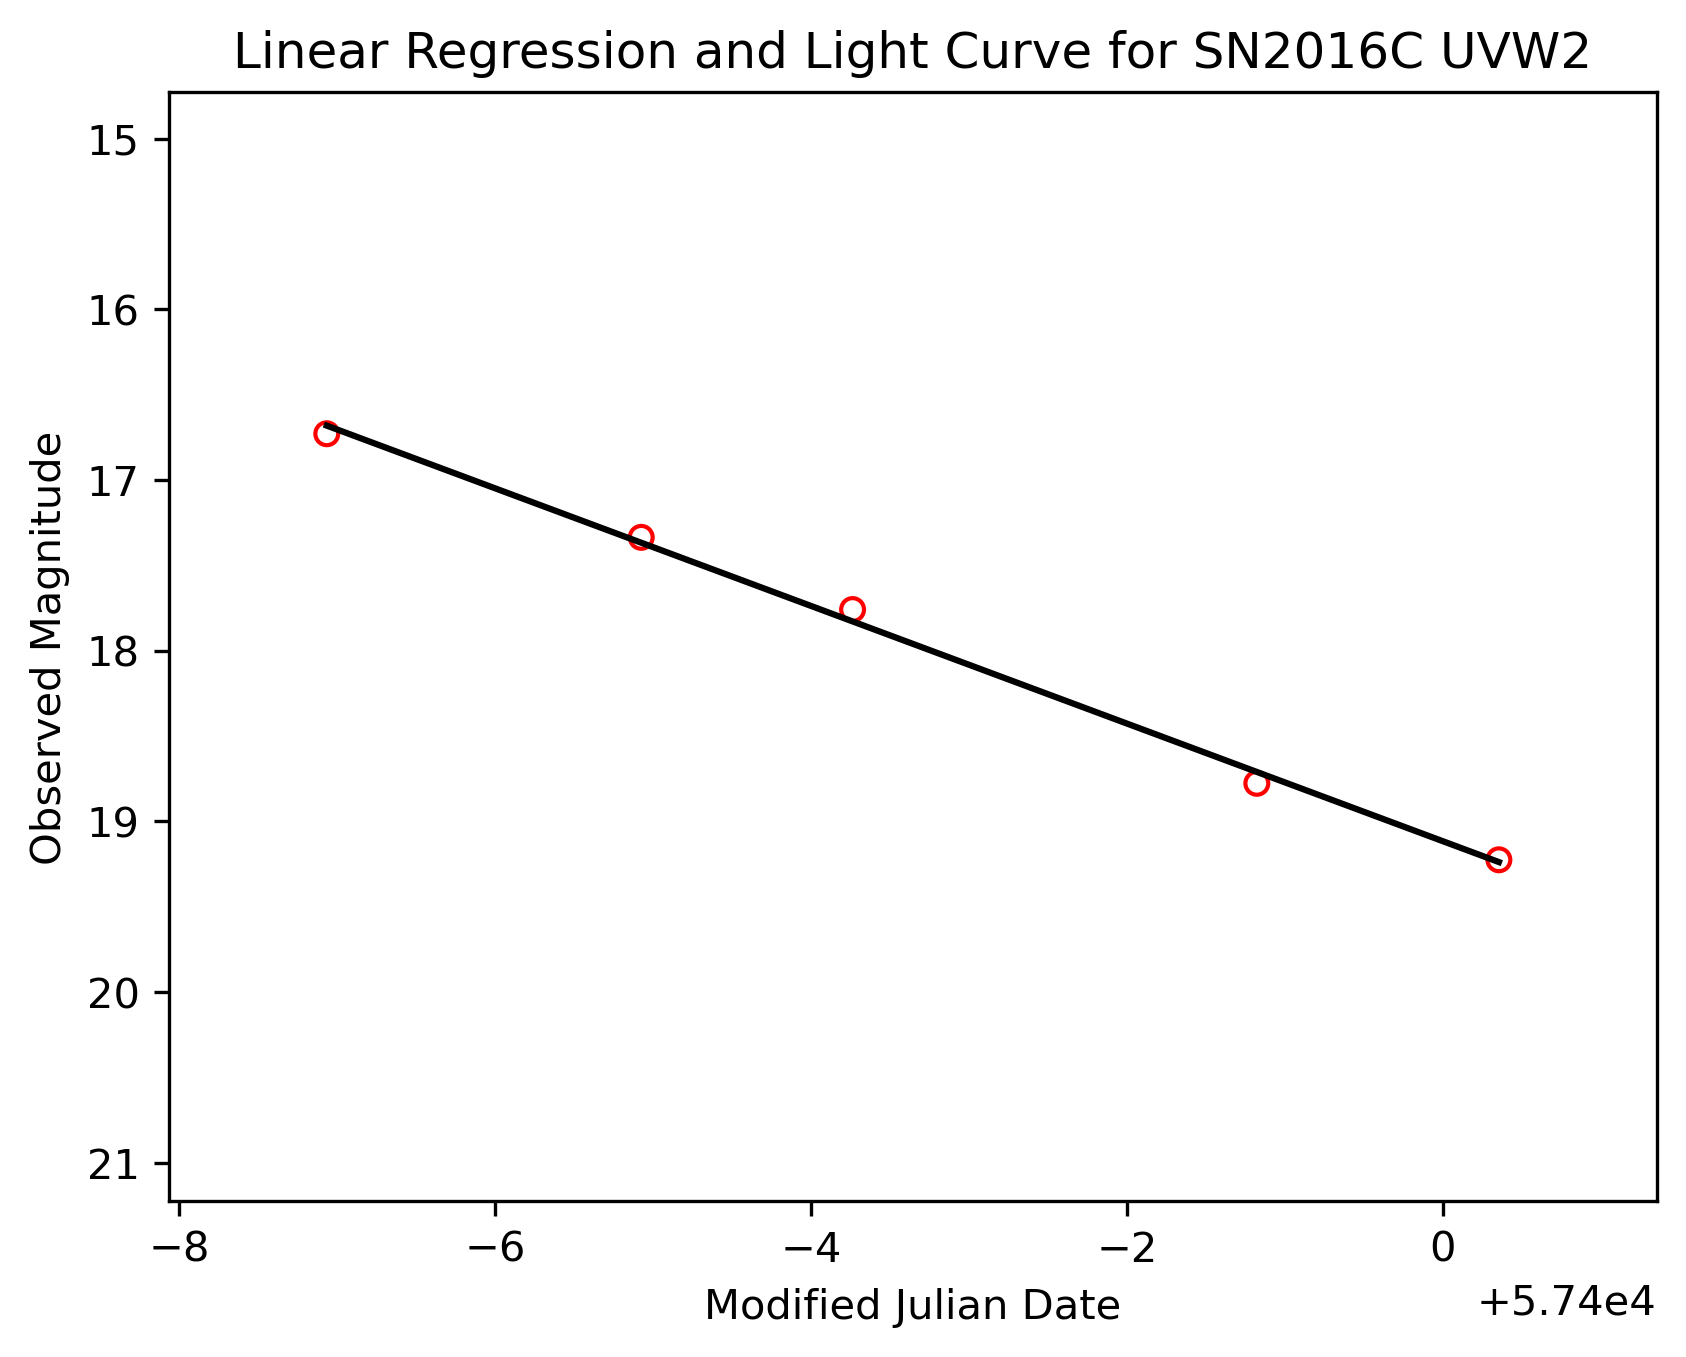 Linear Regression and Light Curve for SN2016C UVW2
15
16
17
18
19
20
21
Observed Magnitude
−8 −6 −4 −2 0
Modified Julian Date
+5.74e4